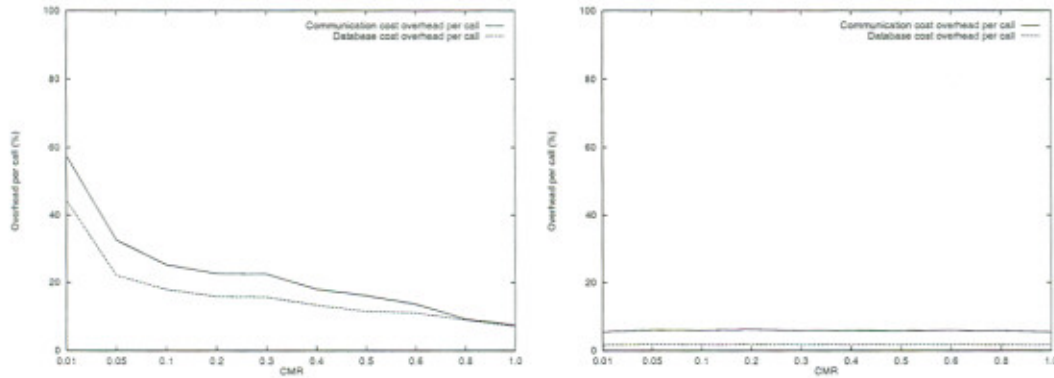 100
80
60
40
20
0
Overhead per call (%)
Communication cost overhead per call
Database cost overhead per call
0.01 0.05 0.1 0.2 0.3 0.4 0.5 0.6 0.8 1.0
CMR
100
80
60
40
20
0
Overhead per call (%)
Communication cost overhead per call
Database cost overhead per call
0.01 0.05 0.1 0.2 0.3 0.4 0.5 0.6 0.8 1.0
CMR